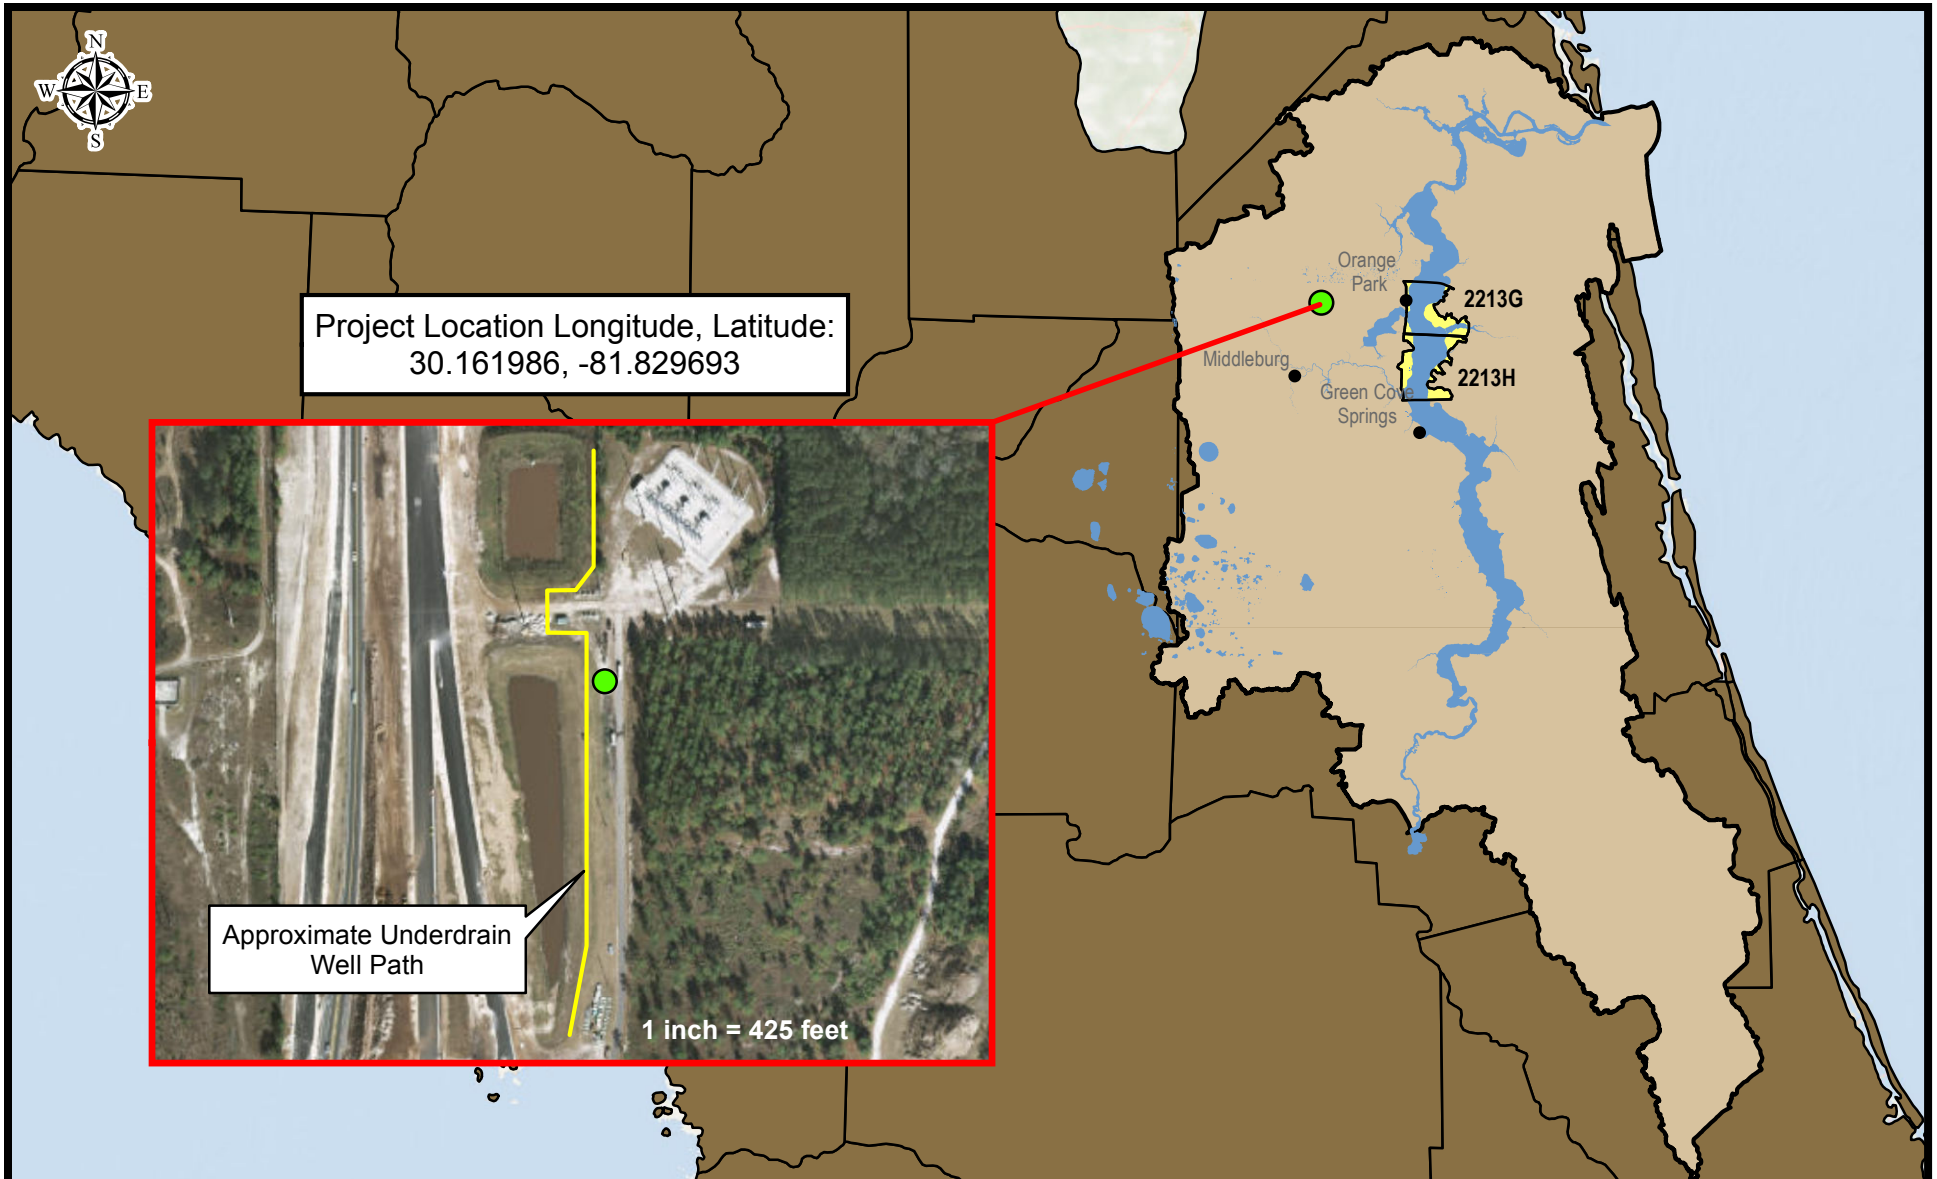 N
W E
S
Orange
Park
2213G
Project Location Longitude, Latitude:
30.161986, -81.829693
Middleburg
2213H
Green Cove
Springs
Approximate Underdrain
Well Path
1 inch = 425 feet